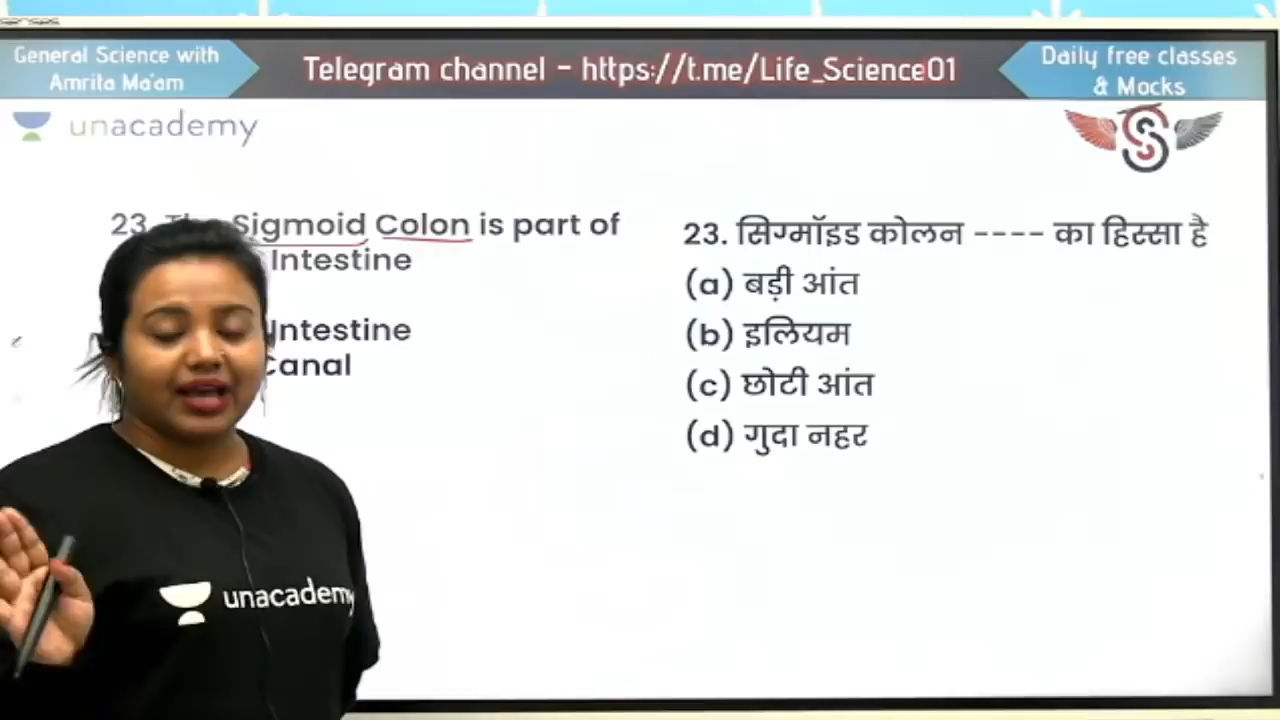 General Science with
Amrita Ma'am
Telegram channel - https://t.me/Life_Science01
Daily free classes
& Mocks
unacademy
23. The Sigmoid Colon is part of
Intestine
Intestine
Canal
23. सिग्मॉइड कोलन ---- का हिस्सा है
(a) बड़ी आंत
(b) इलियम
(c) छोटी आंत
(d) गुदा नहर
unacademy